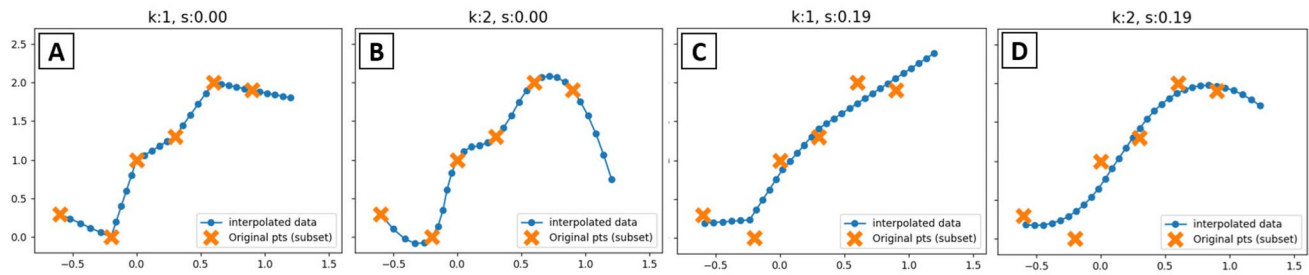 k:1, s:0.00
k:2, s:0.00
k:1, s:0.19
k:2, s:0.19
A
B
C
D
2.5
2.0
1.5
1.0
0.5
0.0
interpolated data
Original pts (subset)
interpolated data
Original pts (subset)
interpolated data
Original pts (subset)
interpolated data
Original pts (subset)
−0.5 0.0 0.5 1.0 1.5
−0.5 0.0 0.5 1.0 1.5
−0.5 0.0 0.5 1.0 1.5
−0.5 0.0 0.5 1.0 1.5